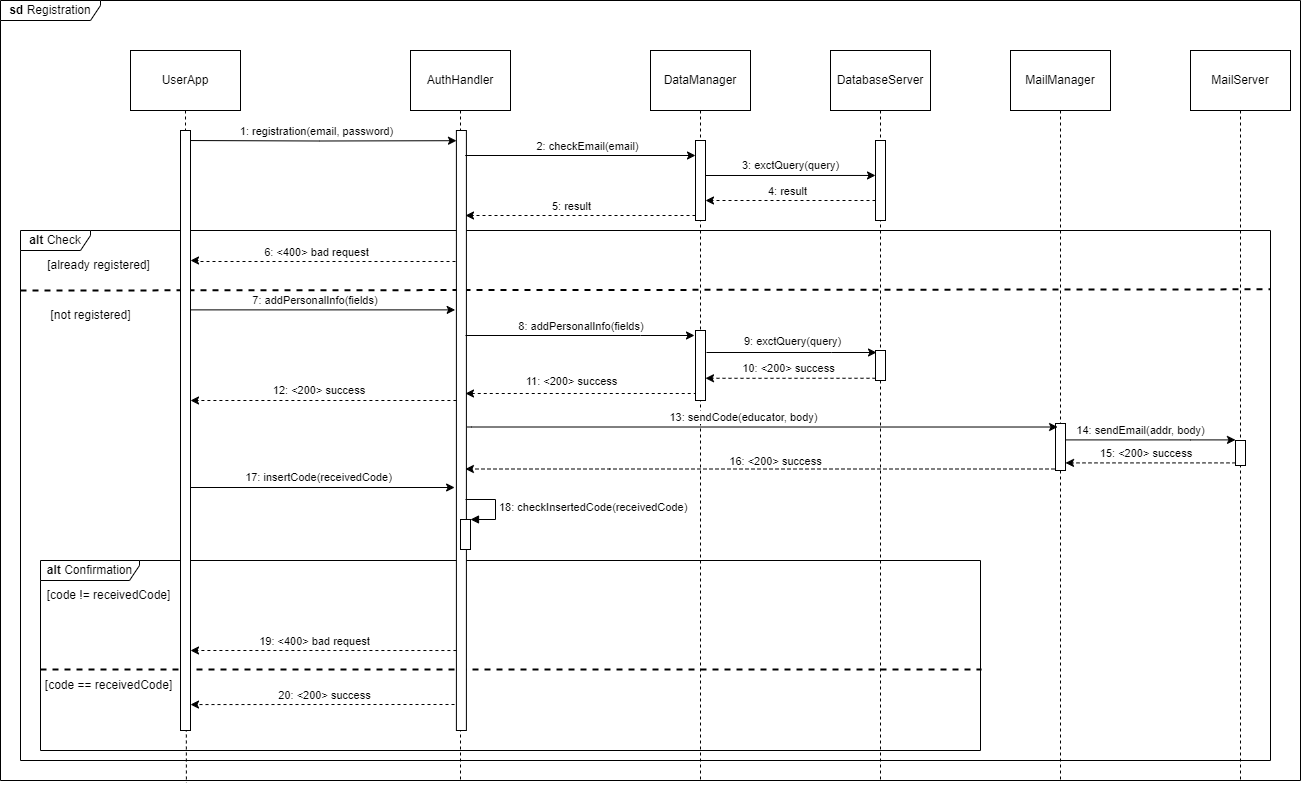 sd Registration
UserApp
AuthHandler
DataManager
DatabaseServer
MailManager
MailServer
1: registration(email, password)
2: checkEmail(email)
3: exctQuery(query)
4: result
5: result
alt Check
6: <400> bad request
[already registered]
7: addPersonalInfo(fields)
[not registered]
8: addPersonalInfo(fields)
9: exctQuery(query)
10: <200> success
11: <200> success
12: <200> success
13: sendCode(educator, body)
14: sendEmail(addr, body)
15: <200> success
16: <200> success
17: insertCode(receivedCode)
18: checkInsertedCode(receivedCode)
alt Confirmation
[code != receivedCode]
19: <400> bad request
[code == receivedCode]
20: <200> success